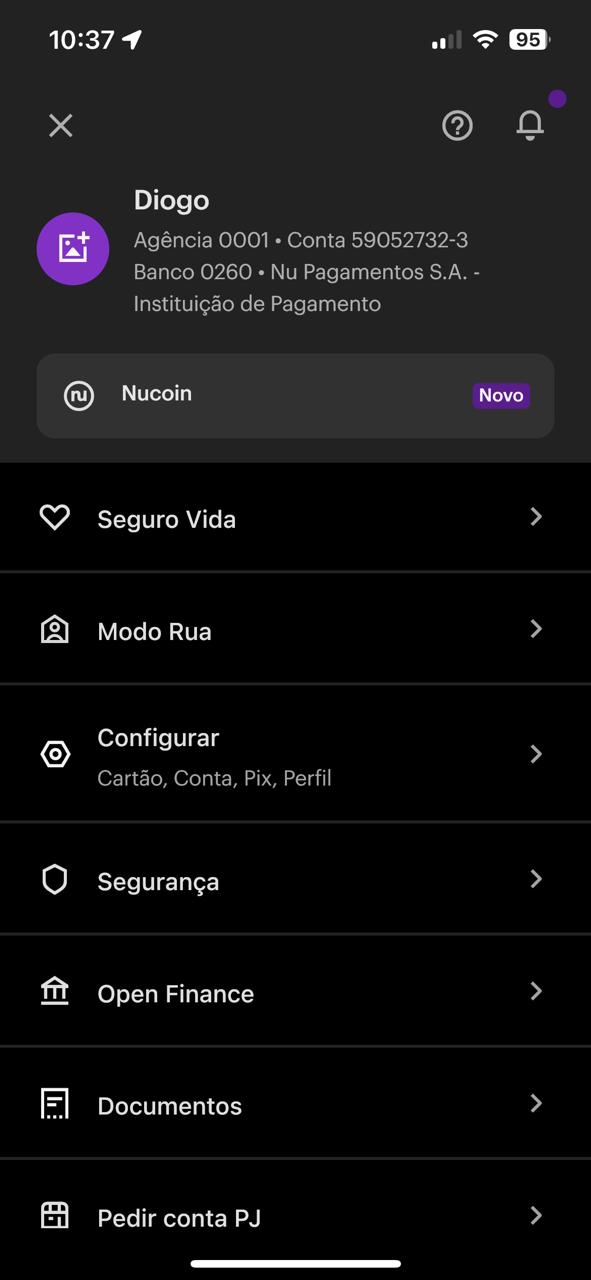 10:37
95
Diogo
Agência 0001 • Conta 59052732-3
Banco 0260 • Nu Pagamentos S.A. -
Instituição de Pagamento
nu Nucoin Novo
Seguro Vida
Modo Rua
Configurar
Cartão, Conta, Pix, Perfil
Segurança
Open Finance
Documentos
Pedir conta PJ